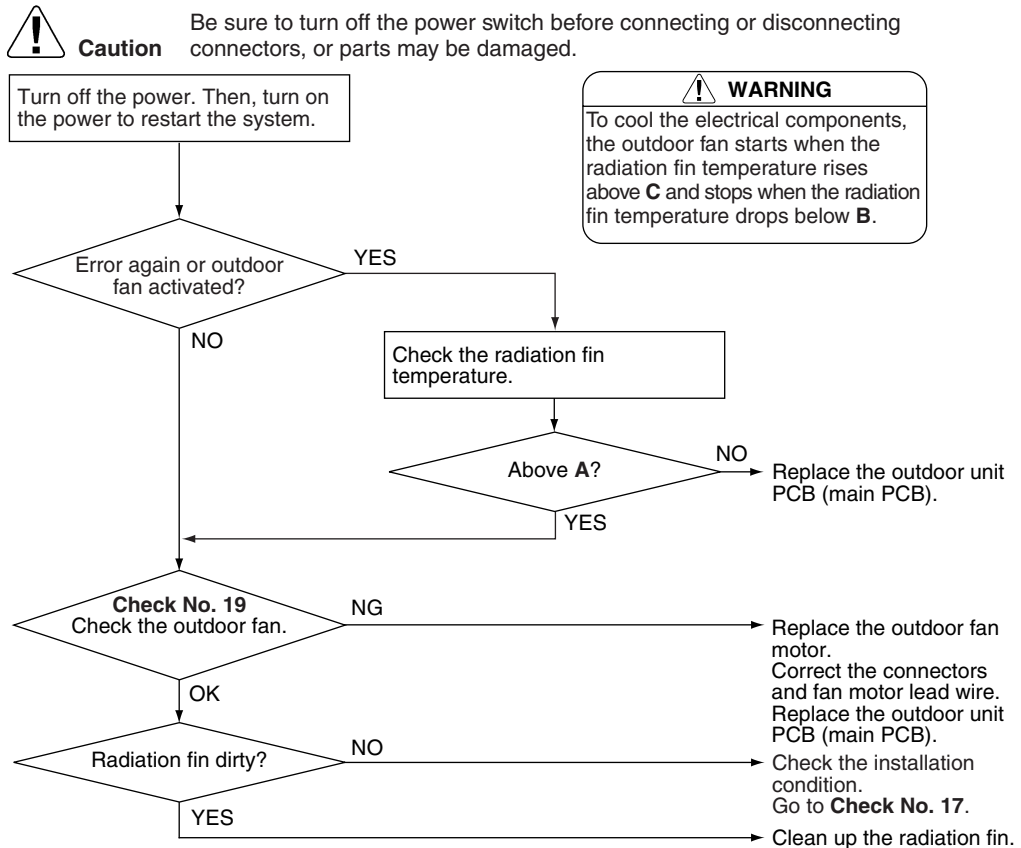 Caution
Be sure to turn off the power switch before connecting or disconnecting
connectors, or parts may be damaged.
Turn off the power. Then, turn on
the power to restart the system.
WARNING
To cool the electrical components,
the outdoor fan starts when the
radiation fin temperature rises
above C and stops when the radiation
fin temperature drops below B.
Error again or outdoor
fan activated?
YES
NO
Check the radiation fin
temperature.
Above A?
NO
Replace the outdoor unit
PCB (main PCB).
YES
Check No. 19
Check the outdoor fan.
NG
Replace the outdoor fan
motor.
Correct the connectors
and fan motor lead wire.
Replace the outdoor unit
PCB (main PCB).
OK
Radiation fin dirty?
NO
Check the installation
condition.
Go to Check No. 17.
YES
Clean up the radiation fin.